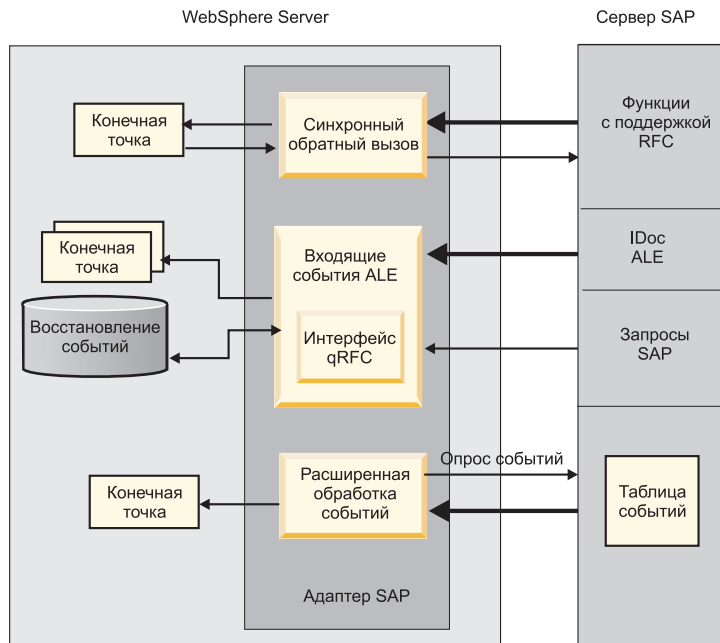 WebSphere Server
Сервер SAP
Конечная
точка
Синхронный
обратный вызов
Функции
с поддержкой
RFC
Конечная
точка
Входящие
события ALE
IDoc
ALE
Восстановление
событий
Интерфейс
qRFC
Запросы
SAP
Опрос событий
Конечная
точка
Расширенная
обработка
событий
Таблица
событий
Адаптер SAP